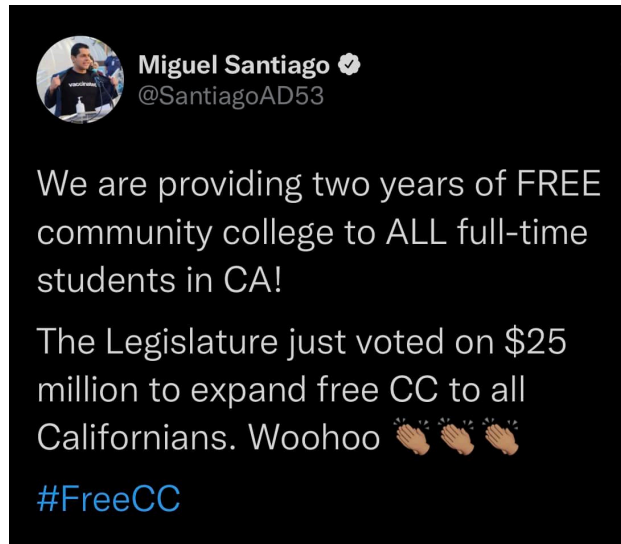 Miguel Santiago
@SantiagoAD53
We are providing two years of FREE
community college to ALL full-time
students in CA!
The Legislature just voted on $25
million to expand free CC to all
Californians. Woohoo 👏🏽👏🏽👏🏽
#FreeCC